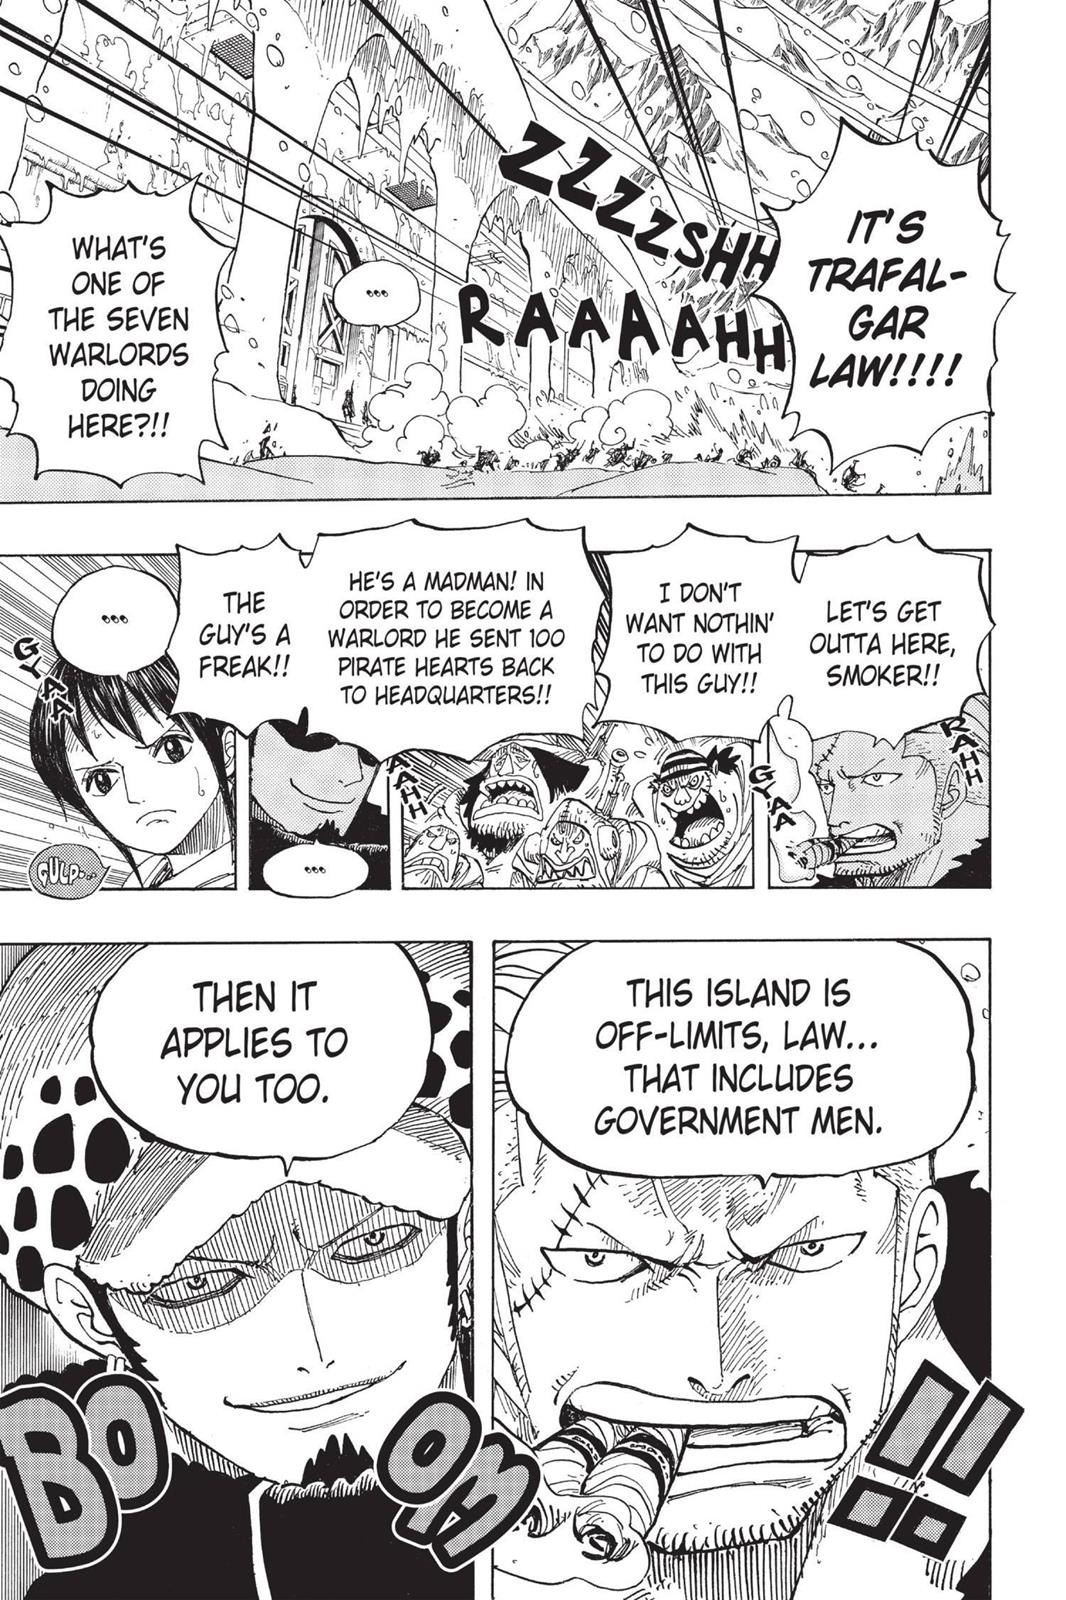 IT'S
TRAFAL-
GAR
LAW!!!!
ZZZZSHH
RAAAAHH
...
WHAT'S
ONE OF
THE SEVEN
WARLORDS
DOING
HERE?!!
LET'S GET
OUTTA HERE,
SMOKER!!
RAHH
GYAA
I DON'T
WANT NOTHIN'
TO DO WITH
THIS GUY!!
HE'S A MADMAN! IN
ORDER TO BECOME A
WARLORD HE SENT 100
PIRATE HEARTS BACK
TO HEADQUARTERS!!
AAHH
THE
GUY'S A
FREAK!!
...
...
GYAA
GULP...
THIS ISLAND IS
OFF-LIMITS, LAW...
THAT INCLUDES
GOVERNMENT MEN.
!!
THEN IT
APPLIES TO
YOU TOO.
BOOM